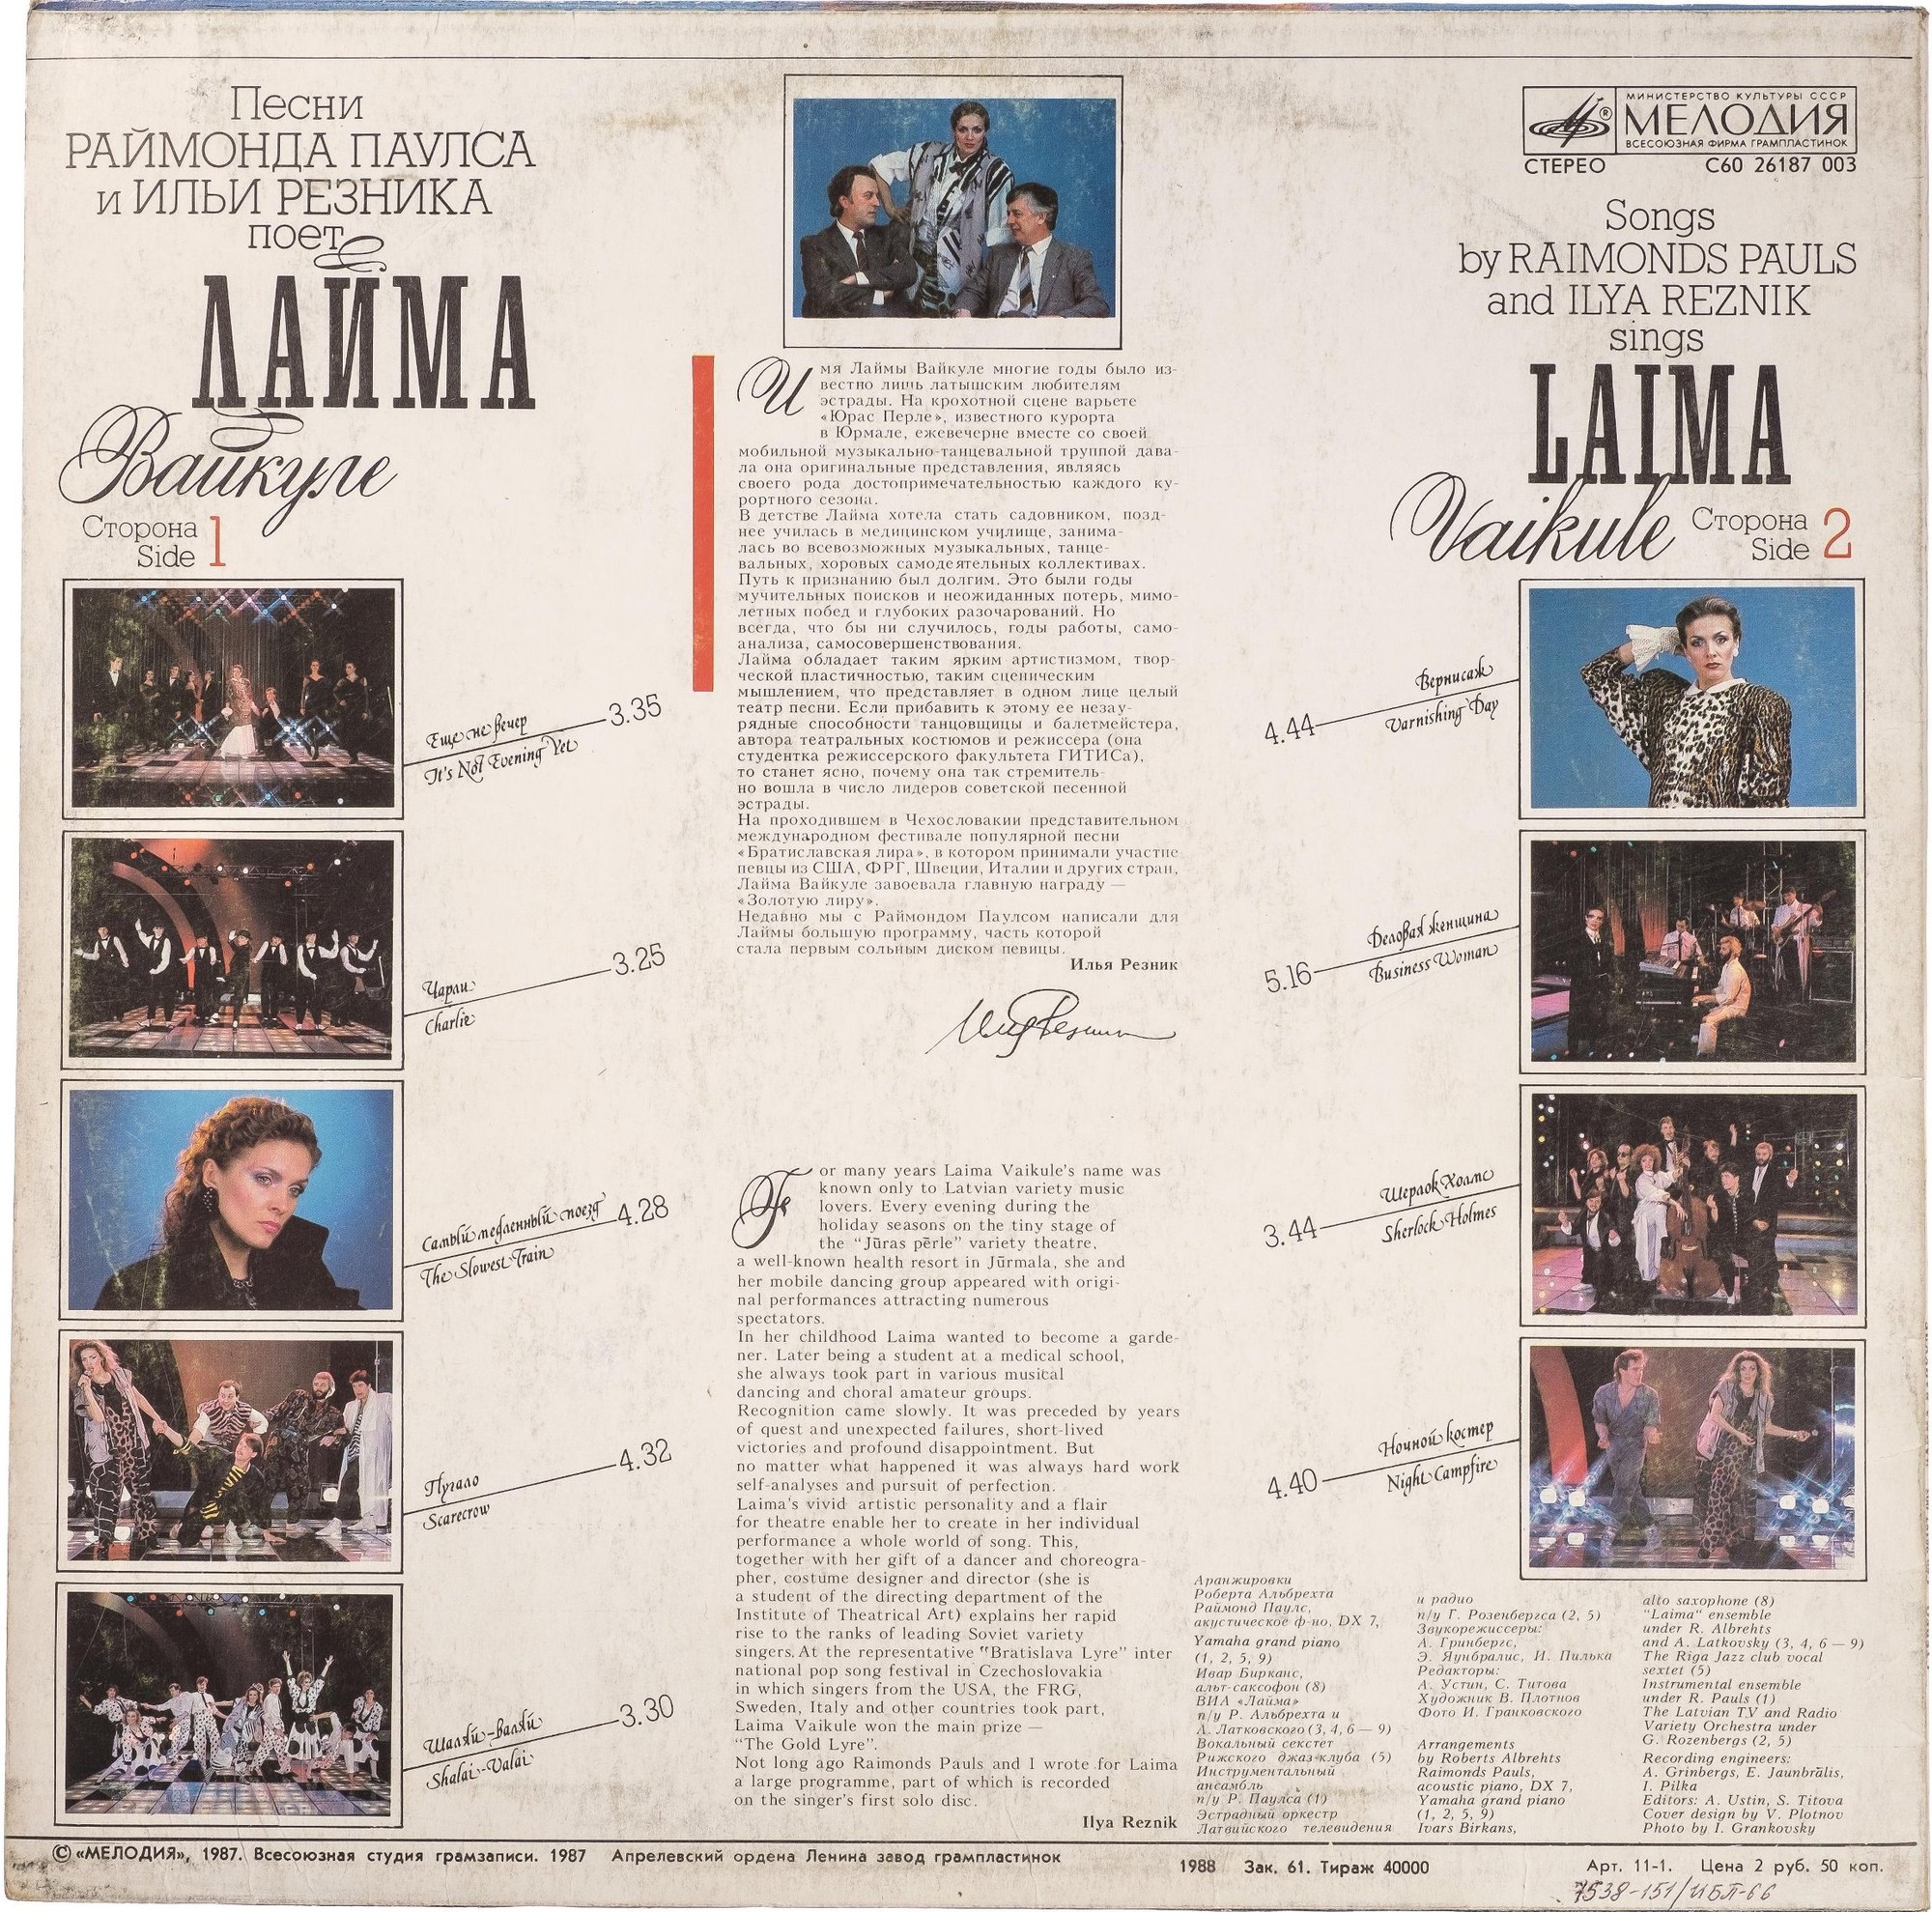 Песни
РАЙМОНДА ПАУЛСА
и ИЛЬИ РЕЗНИКА
поет
ЛАЙМА
Вайкуле
Сторона
Side 1
Еще не вечер
It's Not Evening Yet
3.35
Чарли
Charlie
3.25
Самый медленный поезд
The Slowest Train
4.28
Пугало
Scarecrow
4.32
Шаляй-Валяй
Shalai-Valai
3.30
Имя Лаймы Вайкуле многие годы было из-
вестно лишь латышским любителям
эстрады. На крохотной сцене варьете
«Юрас Перле», известного курорта
в Юрмале, ежевечерне вместе со своей
мобильной музыкально-танцевальной труппой дава-
ла она оригинальные представления, являясь
своего рода достопримечательностью каждого ку-
рортного сезона.
В детстве Лайма хотела стать садовником, позд-
нее училась в медицинском училище, занима-
лась во всевозможных музыкальных, танце-
вальных, хоровых самодеятельных коллективах.
Путь к признанию был долгим. Это были годы
мучительных поисков и неожиданных потерь, мимо-
летных побед и глубоких разочарований. Но
всегда, что бы ни случилось, годы работы, само-
анализа, самосовершенствования.
Лайма обладает таким ярким артистизмом, твор-
ческой пластичностью, таким сценическим
мышлением, что представляет в одном лице целый
театр песни. Если прибавить к этому ее незау-
рядные способности танцовщицы и балетмейстера,
автора театральных костюмов и режиссера (она
студентка режиссерского факультета ГИТИСа),
то станет ясно, почему она так стремитель-
но вошла в число лидеров советской песенной
эстрады.
На проходившем в Чехословакии представительном
международном фестивале популярной песни
«Братиславская лира», в котором принимали участие
певцы из США, ФРГ, Швеции, Италии и других стран,
Лайма Вайкуле завоевала главную награду —
«Золотую лиру».
Недавно мы с Раймондом Паулсом написали для
Лаймы большую программу, часть которой
стала первым сольным диском певицы.
Илья Резник
For many years Laima Vaikule's name was
known only to Latvian variety music
lovers. Every evening during the
holiday seasons on the tiny stage of
the "Jūras pērle" variety theatre,
a well-known health resort in Jūrmala, she and
her mobile dancing group appeared with origi-
nal performances attracting numerous
spectators.
In her childhood Laima wanted to become a garde-
ner. Later being a student at a medical school,
she always took part in various musical
dancing and choral amateur groups.
Recognition came slowly. It was preceded by years
of quest and unexpected failures, short-lived
victories and profound disappointment. But
no matter what happened it was always hard work
self-analyses and pursuit of perfection.
Laima's vivid artistic personality and a flair
for theatre enable her to create in her individual
performance a whole world of song. This,
together with her gift of a dancer and choreogra-
pher, costume designer and director (she is
a student of the directing department of the
Institute of Theatrical Art) explains her rapid
rise to the ranks of leading Soviet variety
singers. At the representative "Bratislava Lyre" inter
national pop song festival in Czechoslovakia
in which singers from the USA, the FRG,
Sweden, Italy and other countries took part,
Laima Vaikule won the main prize —
"The Gold Lyre".
Not long ago Raimonds Pauls and I wrote for Laima
a large programme, part of which is recorded
on the singer's first solo disc.
Ilya Reznik
МИНИСТЕРСТВО КУЛЬТУРЫ СССР
МЕЛОДИЯ
ВСЕСОЮЗНАЯ ФИРМА ГРАМПЛАСТИНОК
СТЕРЕО С60 26187 003
Songs
by RAIMONDS PAULS
and ILYA REZNIK
sings
LAIMA
Vaikule
Сторона
Side 2
Вернисаж
Varnishing Day
4.44
Деловая женщина
Business Woman
5.16
Шерлок Холмс
Sherlock Holmes
3.44
Ночной костер
Night Campfire
4.40
Аранжировки
Роберта Альбрехта
Раймонд Паулс,
акустическое ф-но, DX 7,
Yamaha grand piano
(1, 2, 5, 9)
Ивар Бирканс,
альт-саксофон (8)
ВИА «Лайма»
п/у Р. Альбрехта и
А. Латковского (3, 4, 6 — 9)
Вокальный секстет
Рижского джаз-клуба (5)
Инструментальный
ансамбль
п/у Р. Паулса (1)
Эстрадный оркестр
Латвийского телевидения
и радио
п/у Г. Розенбергса (2, 5)
Звукорежиссеры:
А. Гринбергс,
Э. Яунбралис, И. Пилька
Редакторы:
А. Устин, С. Титова
Художник В. Плотнов
Фото И. Гранковского
Arrangements
by Roberts Albrehts
Raimonds Pauls,
acoustic piano, DX 7,
Yamaha grand piano
(1, 2, 5, 9)
Ivars Birkans,
alto saxophone (8)
"Laima" ensemble
under R. Albrehts
and A. Latkovsky (3, 4, 6 — 9)
The Riga Jazz club vocal
sextet (5)
Instrumental ensemble
under R. Pauls (1)
The Latvian TV and Radio
Variety Orchestra under
G. Rozenbergs (2, 5)
Recording engineers:
A. Grinbergs, E. Jaunbrālis,
I. Pilka
Editors: A. Ustin, S. Titova
Cover design by V. Plotnov
Photo by I. Grankovsky
© «МЕЛОДИЯ», 1987. Всесоюзная студия грамзаписи. 1987 Апрелевский ордена Ленина завод грампластинок 1988 Зак. 61. Тираж 40000 Арт. 11-1. Цена 2 руб. 50 коп.
7538-151/ИБП-66